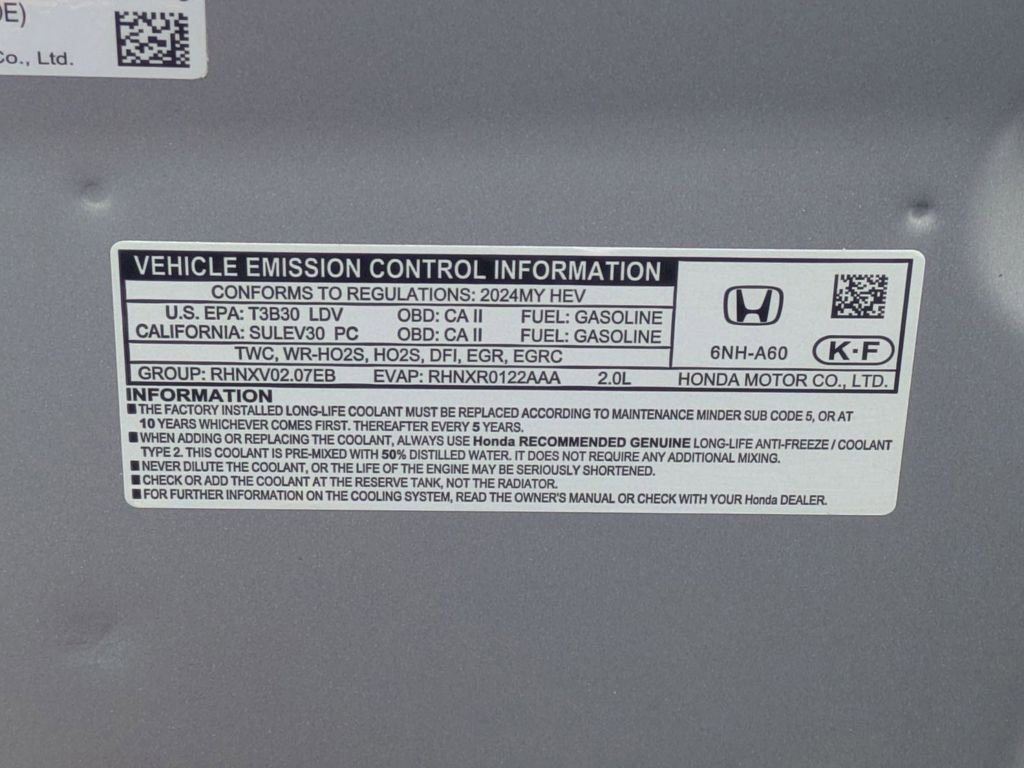 Co., Ltd.
VEHICLE EMISSION CONTROL INFORMATION
CONFORMS TO REGULATIONS: 2024MY HEV
U.S. EPA: T3B30 LDV OBD: CA II FUEL: GASOLINE
CALIFORNIA: SULEV30 PC OBD: CA II FUEL: GASOLINE
TWC, WR-HO2S, HO2S, DFI, EGR, EGRC
6NH-A60 K·F
GROUP: RHNXV02.07EB EVAP: RHNXR0122AAA 2.0L HONDA MOTOR CO., LTD.
INFORMATION
■ THE FACTORY INSTALLED LONG-LIFE COOLANT MUST BE REPLACED ACCORDING TO MAINTENANCE MINDER SUB CODE 5, OR AT
10 YEARS WHICHEVER COMES FIRST. THEREAFTER EVERY 5 YEARS.
■ WHEN ADDING OR REPLACING THE COOLANT, ALWAYS USE Honda RECOMMENDED GENUINE LONG-LIFE ANTI-FREEZE / COOLANT
TYPE 2. THIS COOLANT IS PRE-MIXED WITH 50% DISTILLED WATER. IT DOES NOT REQUIRE ANY ADDITIONAL MIXING.
■ NEVER DILUTE THE COOLANT, OR THE LIFE OF THE ENGINE MAY BE SERIOUSLY SHORTENED.
■ CHECK OR ADD THE COOLANT AT THE RESERVE TANK, NOT THE RADIATOR.
■ FOR FURTHER INFORMATION ON THE COOLING SYSTEM, READ THE OWNER'S MANUAL OR CHECK WITH YOUR Honda DEALER.